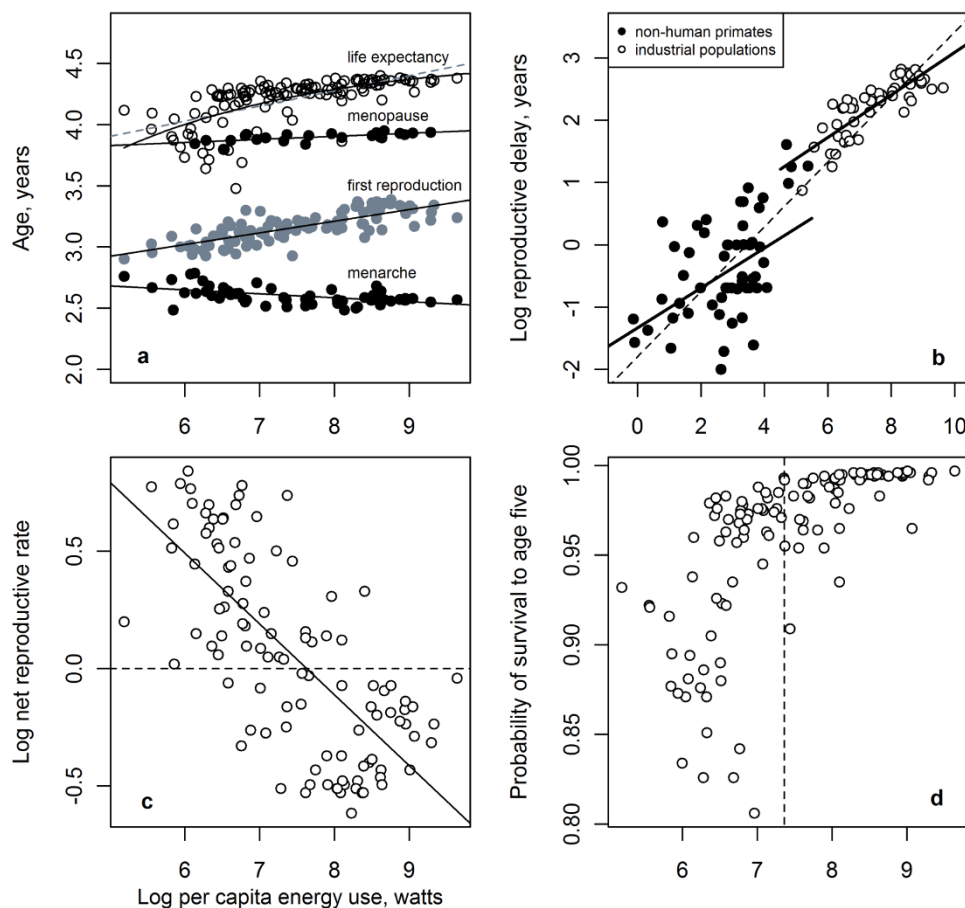 Age, years
4.5
4.0
3.5
3.0
2.5
2.0
life expectancy
menopause
first reproduction
menarche
a
6 7 8 9
Log reproductive delay, years
3
2
1
0
-1
-2
non-human primates
industrial populations
b
0 2 4 6 8 10
Log net reproductive rate
0.5
0.0
-0.5
c
6 7 8 9
Log per capita energy use, watts
Probability of survival to age five
1.00
0.95
0.90
0.85
0.80
d
6 7 8 9